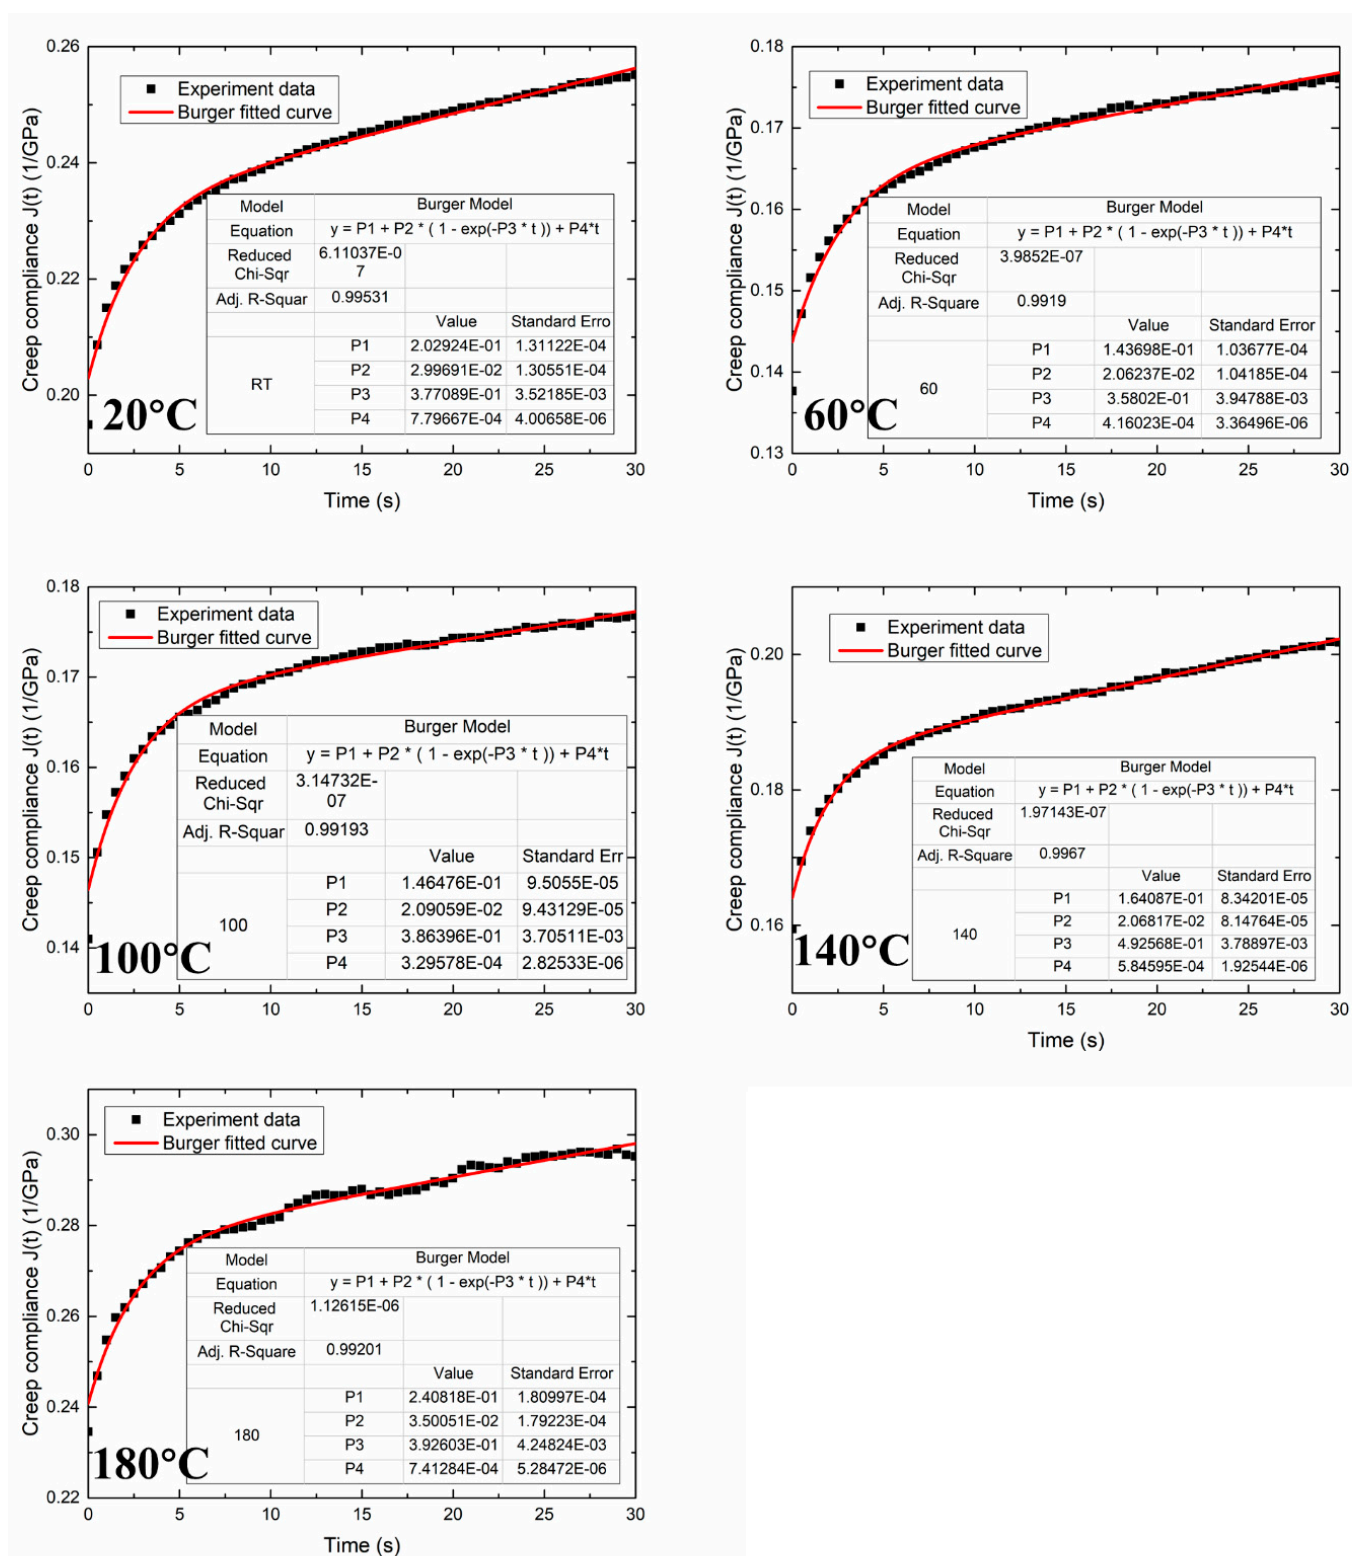 0.26
0.24
0.22
0.20
Creep compliance J(t) (1/GPa)
Experiment data
Burger fitted curve
Model Burger Model
Equation y = P1 + P2 * ( 1 - exp(-P3 * t )) + P4*t
Reduced Chi-Sqr 6.11037E-07
Adj. R-Squar 0.99531
Value Standard Erro
RT
P1 2.02924E-01 1.31122E-04
P2 2.99691E-02 1.30551E-04
P3 3.77089E-01 3.52185E-03
P4 7.79667E-04 4.00658E-06
20°C
0 5 10 15 20 25 30
Time (s)
0.18
0.17
0.16
0.15
0.14
0.13
Creep compliance J(t) (1/GPa)
Experiment data
Burger fitted curve
Model Burger Model
Equation y = P1 + P2 * ( 1 - exp(-P3 * t )) + P4*t
Reduced Chi-Sqr 3.9852E-07
Adj. R-Square 0.9919
Value Standard Error
60
P1 1.43698E-01 1.03677E-04
P2 2.06237E-02 1.04185E-04
P3 3.5802E-01 3.94788E-03
P4 4.16023E-04 3.36496E-06
60°C
0 5 10 15 20 25 30
Time (s)
0.18
0.17
0.16
0.15
0.14
Creep compliance J(t) (1/GPa)
Experiment data
Burger fitted curve
Model Burger Model
Equation y = P1 + P2 * ( 1 - exp(-P3 * t )) + P4*t
Reduced Chi-Sqr 3.14732E-07
Adj. R-Squar 0.99193
Value Standard Err
100
P1 1.46476E-01 9.5055E-05
P2 2.09059E-02 9.43129E-05
P3 3.86396E-01 3.70511E-03
P4 3.29578E-04 2.82533E-06
100°C
0 5 10 15 20 25 30
Time (s)
0.20
0.18
0.16
Creep compliance J(t) (1/GPa)
Experiment data
Burger fitted curve
Model Burger Model
Equation y = P1 + P2 * ( 1 - exp(-P3 * t )) + P4*t
Reduced Chi-Sqr 1.97143E-07
Adj. R-Square 0.9967
Value Standard Erro
140
P1 1.64087E-01 8.34201E-05
P2 2.06817E-02 8.14764E-05
P3 4.92568E-01 3.78897E-03
P4 5.84595E-04 1.92544E-06
140°C
0 5 10 15 20 25 30
Time (s)
0.30
0.28
0.26
0.24
0.22
Creep compliance J(t) (1/GPa)
Experiment data
Burger fitted curve
Model Burger Model
Equation y = P1 + P2 * ( 1 - exp(-P3 * t )) + P4*t
Reduced Chi-Sqr 1.12615E-06
Adj. R-Square 0.99201
Value Standard Error
180
P1 2.40818E-01 1.80997E-04
P2 3.50051E-02 1.79223E-04
P3 3.92603E-01 4.24824E-03
P4 7.41284E-04 5.28472E-06
180°C
0 5 10 15 20 25 30
Time (s)